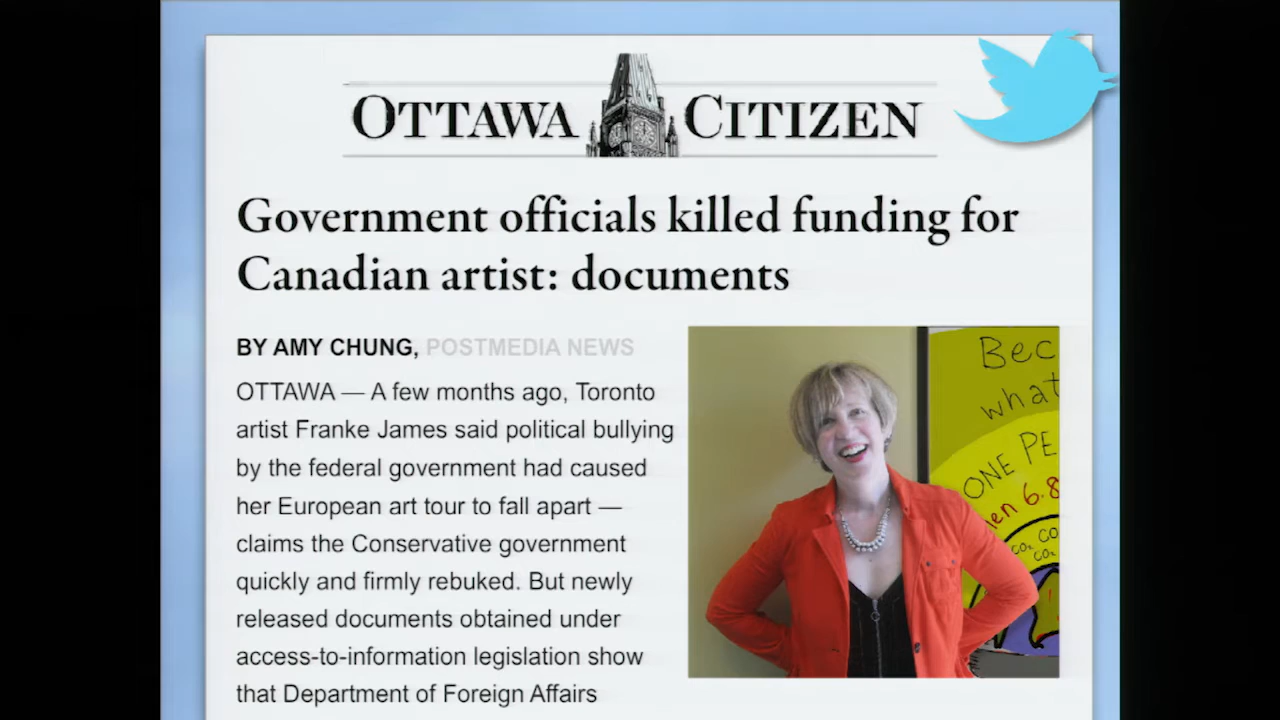 OTTAWA CITIZEN
Government officials killed funding for
Canadian artist: documents
BY AMY CHUNG, POSTMEDIA NEWS
OTTAWA — A few months ago, Toronto
artist Franke James said political bullying
by the federal government had caused
her European art tour to fall apart —
claims the Conservative government
quickly and firmly rebuked. But newly
released documents obtained under
access-to-information legislation show
that Department of Foreign Affairs
Bec
what
ONE PE
en 6.8
CO₂ CO
CO₂